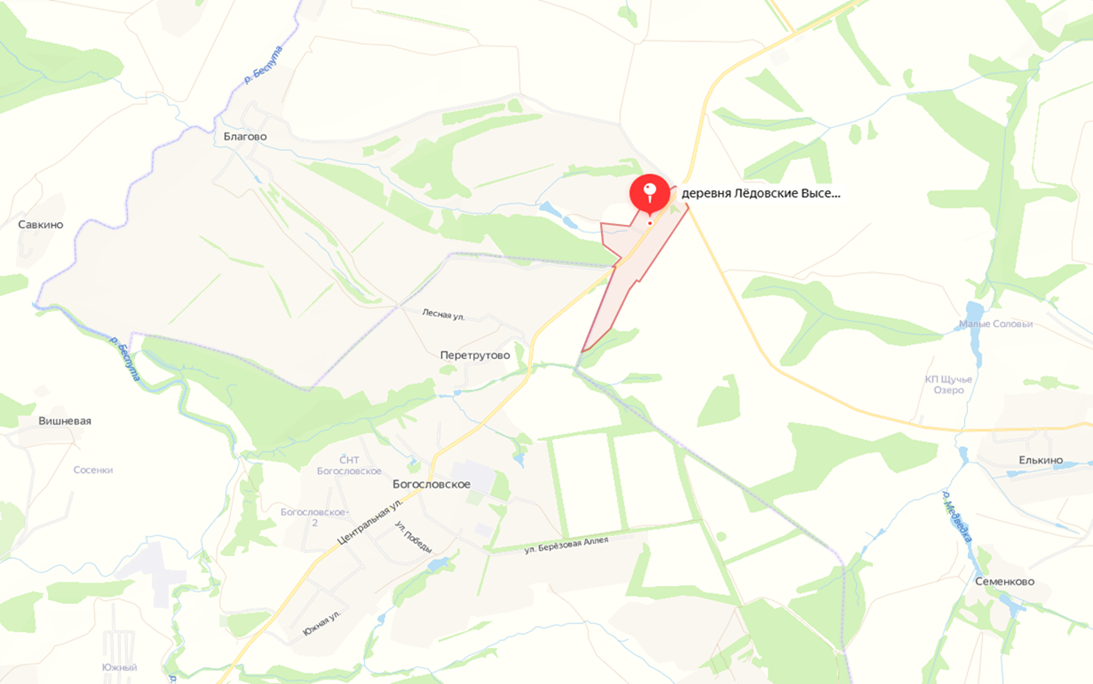 р. Беспута
Благово
деревня Лёдовские Высе...
Савкино
Лесная ул.
Малые Соловьи
р. Беспута
Перетрутово
КП Щучье
Озеро
Вишневая
СНТ
Богословское
Сосенки
Елькино
Богословское
Богословское-
2
Центральная ул.
р. Медведка
ул. Победы
ул. Берёзовая Аллея
Семенково
Южная ул.
Южный
р.